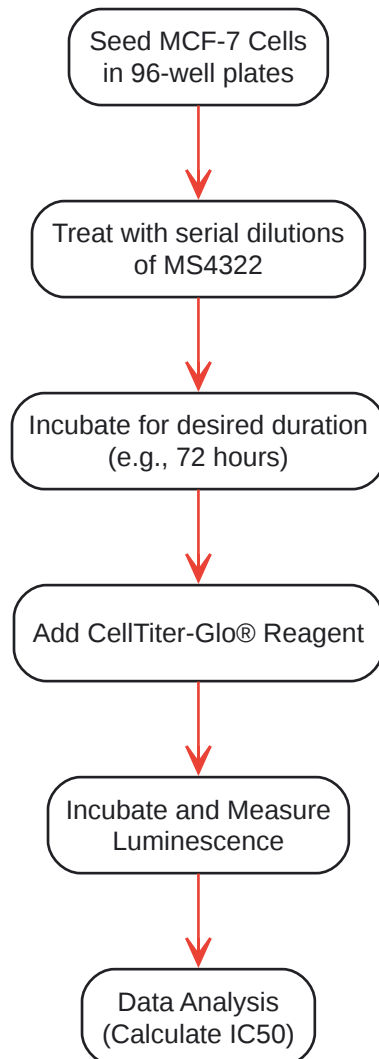 Seed MCF-7 Cells
in 96-well plates
Treat with serial dilutions
of MS4322
Incubate for desired duration
(e.g., 72 hours)
Add CellTiter-Glo® Reagent
Incubate and Measure
Luminescence
Data Analysis
(Calculate IC50)